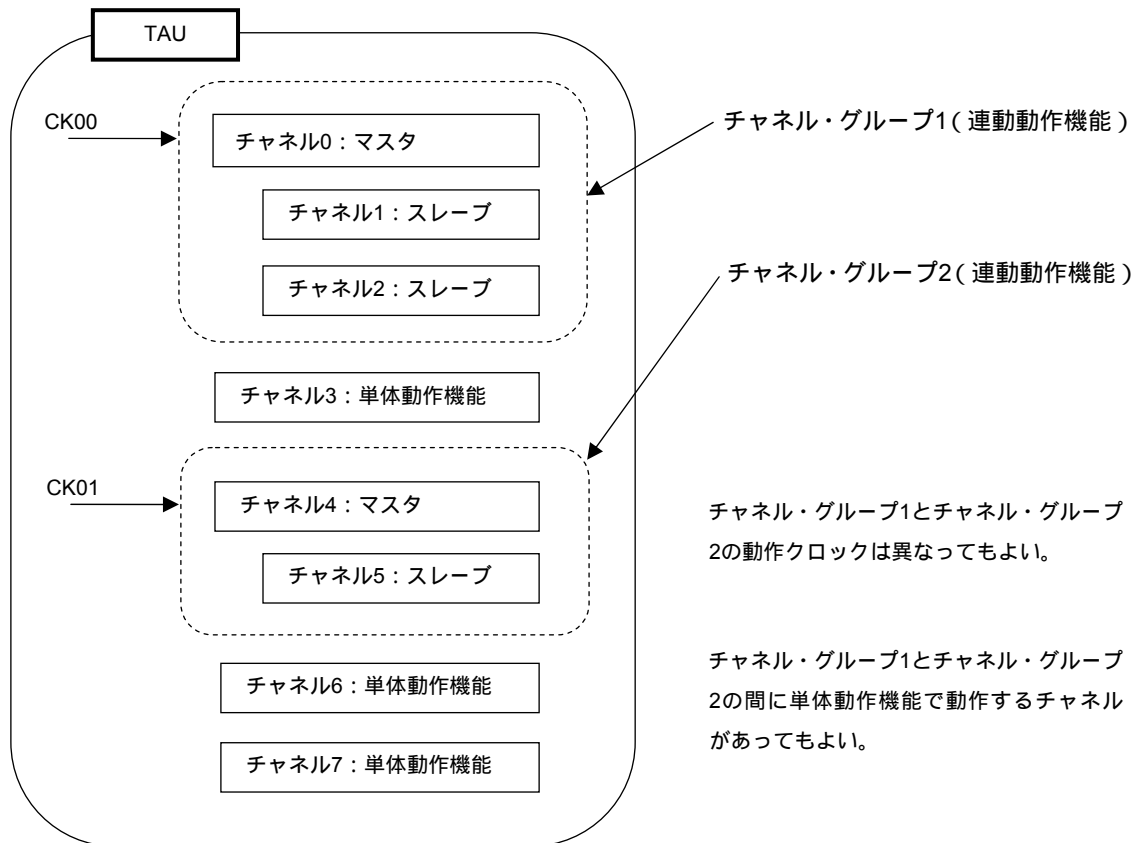 TAU
CK00
チャネル0：マスタ
チャネル1：スレーブ
チャネル2：スレーブ
チャネル・グループ1（連動動作機能）
チャネル・グループ2（連動動作機能）
チャネル3：単体動作機能
CK01
チャネル4：マスタ
チャネル5：スレーブ
チャネル・グループ1とチャネル・グループ
2の動作クロックは異なってもよい。
チャネル6：単体動作機能
チャネル7：単体動作機能
チャネル・グループ1とチャネル・グループ
2の間に単体動作機能で動作するチャネル
があってもよい。